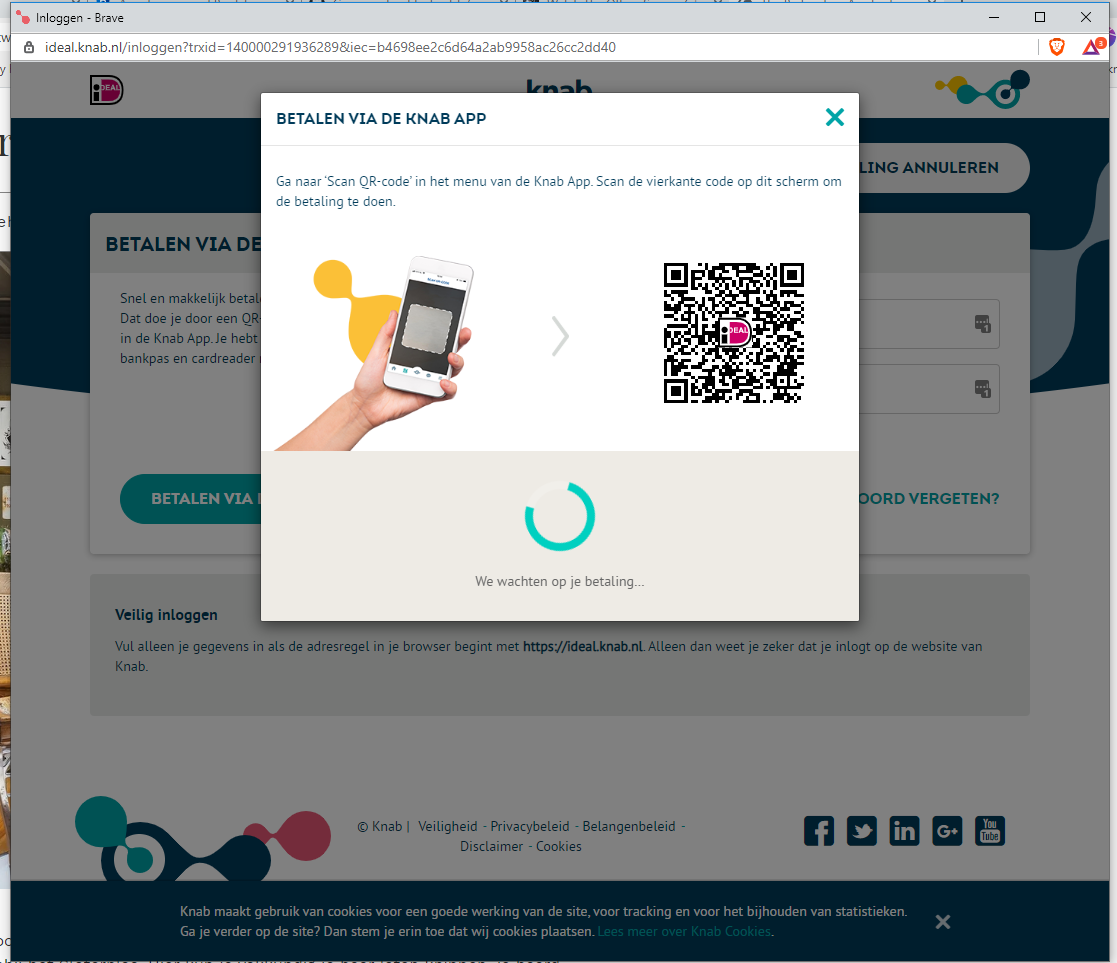 Inloggen - Brave
ideal.knab.nl/inloggen?trxid=140000291936289&iec=b4698ee2c6d64a2ab9958ac26cc2dd40
3
iDEAL
knab
BETALEN VIA DE KNAB APP
LING ANNULEREN
Ga naar ‘Scan QR-code’ in het menu van de Knab App. Scan de vierkante code op dit scherm om
de betaling te doen.
BETALEN VIA DE
Snel en makkelijk betal
Dat doe je door een QR-
in de Knab App. Je hebt
bankpas en cardreader
iDEAL
1
1
BETALEN VIA
OORD VERGETEN?
We wachten op je betaling...
Veilig inloggen
Vul alleen je gegevens in als de adresregel in je browser begint met https://ideal.knab.nl. Alleen dan weet je zeker dat je inlogt op de website van
Knab.
© Knab | Veiligheid - Privacybeleid - Belangenbeleid -
Disclaimer - Cookies
f
in
G+
You
Tube
Knab maakt gebruik van cookies voor een goede werking van de site, voor tracking en voor het bijhouden van statistieken.
Ga je verder op de site? Dan stem je erin toe dat wij cookies plaatsen. Lees meer over Knab Cookies.